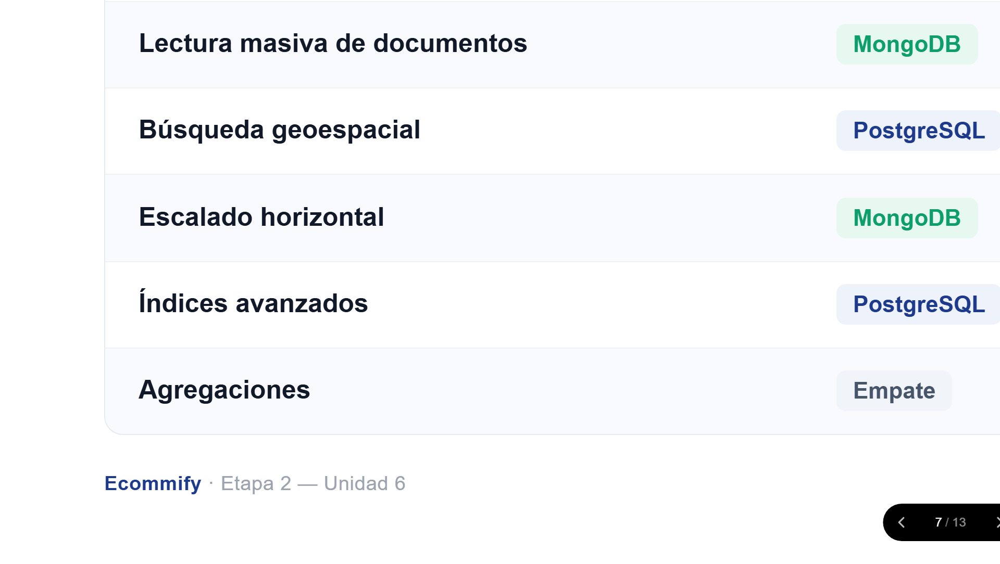 Lectura masiva de documentos MongoDB
Búsqueda geoespacial PostgreSQL
Escalado horizontal MongoDB
Índices avanzados PostgreSQL
Agregaciones Empate
Ecommify · Etapa 2 — Unidad 6
7 / 13